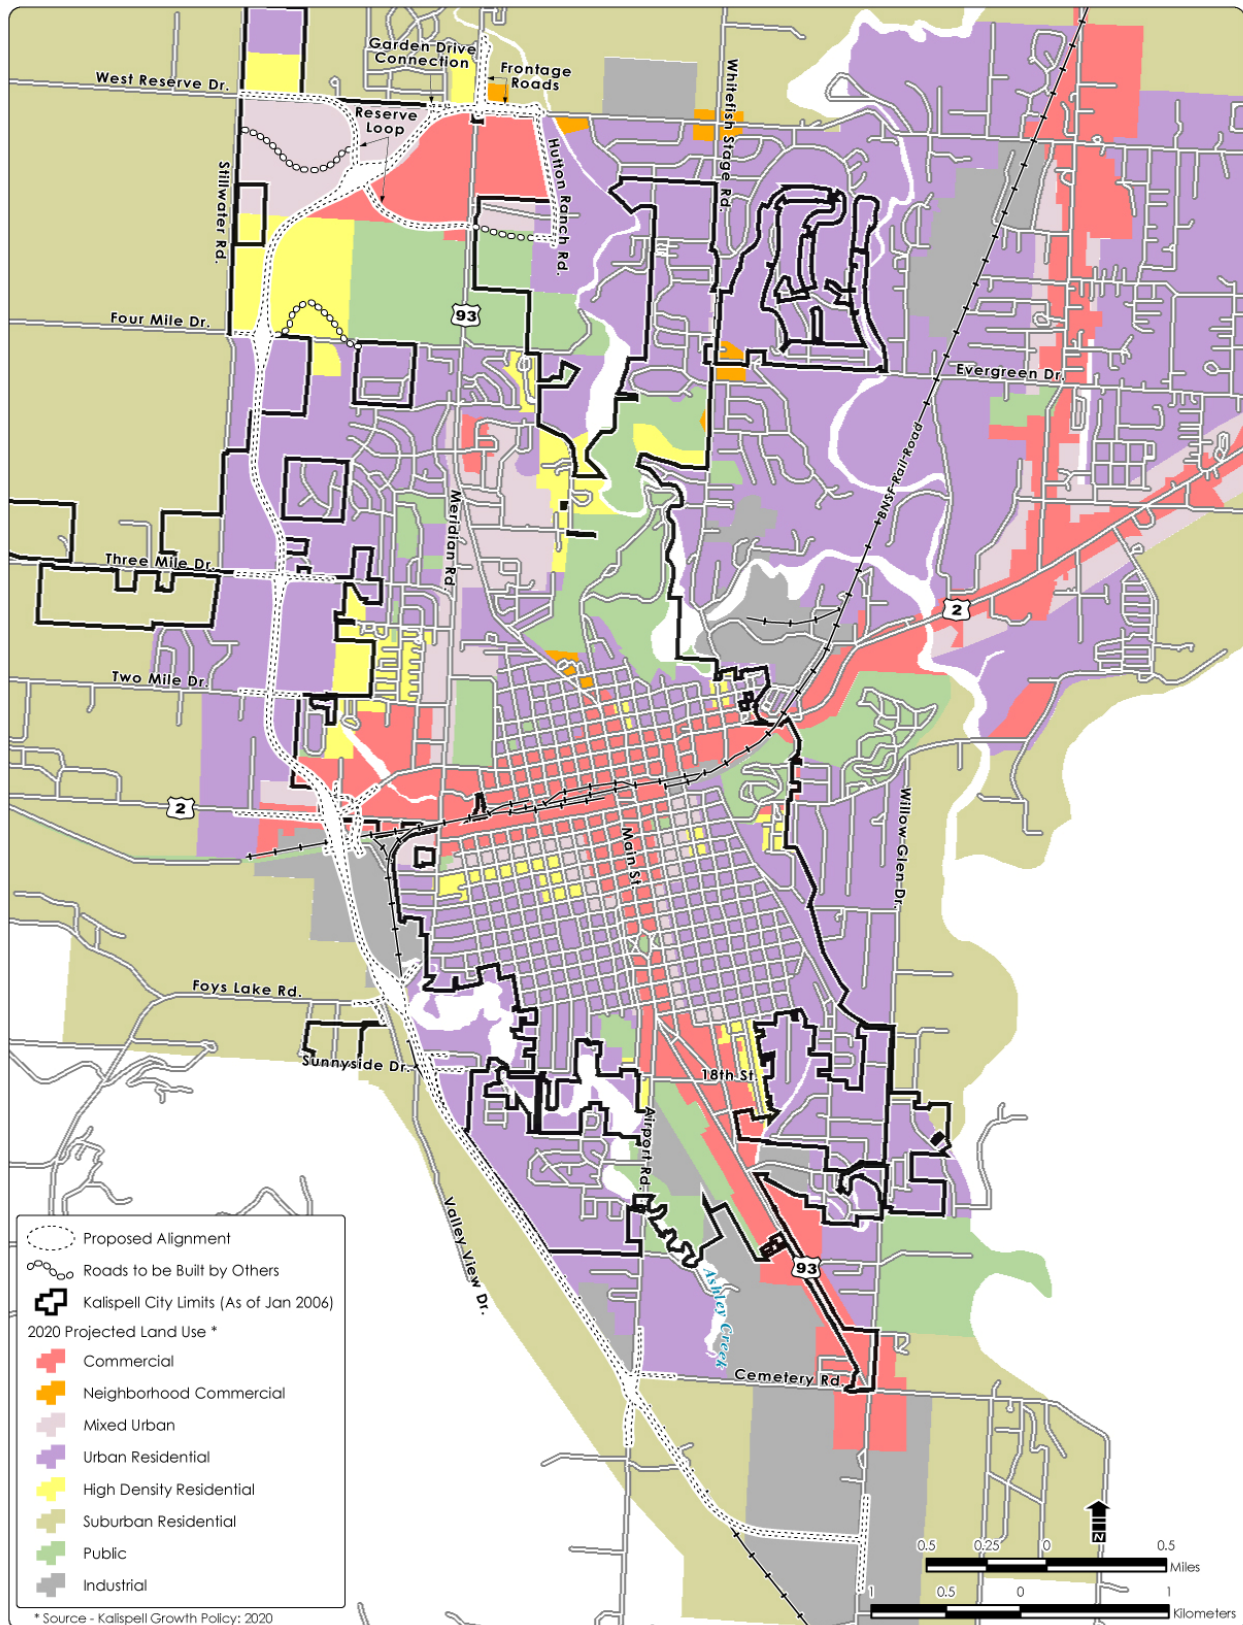 Garden Drive
Connection
Frontage
Roads
West Reserve Dr.
Reserve
Loop
Whitefish Stage Rd.
Hutton Ranch Rd.
Stillwater Rd.
93
Four Mile Dr.
Evergreen Dr.
BNSF Rail Road
Meridian Rd
Three Mile Dr.
2
Two Mile Dr.
2
Main St
Willow Glen Dr.
Foys Lake Rd.
Sunnyside Dr.
18th St.
Airport Rd.
Valley View Dr.
93
Ashley Creek
Cemetery Rd.
Proposed Alignment
Roads to be Built by Others
Kalispell City Limits (As of Jan 2006)
2020 Projected Land Use *
Commercial
Neighborhood Commercial
Mixed Urban
Urban Residential
High Density Residential
Suburban Residential
Public
Industrial
* Source - Kalispell Growth Policy: 2020
N
0.5 0.25 0 0.5
Miles
1 0.5 0 1
Kilometers